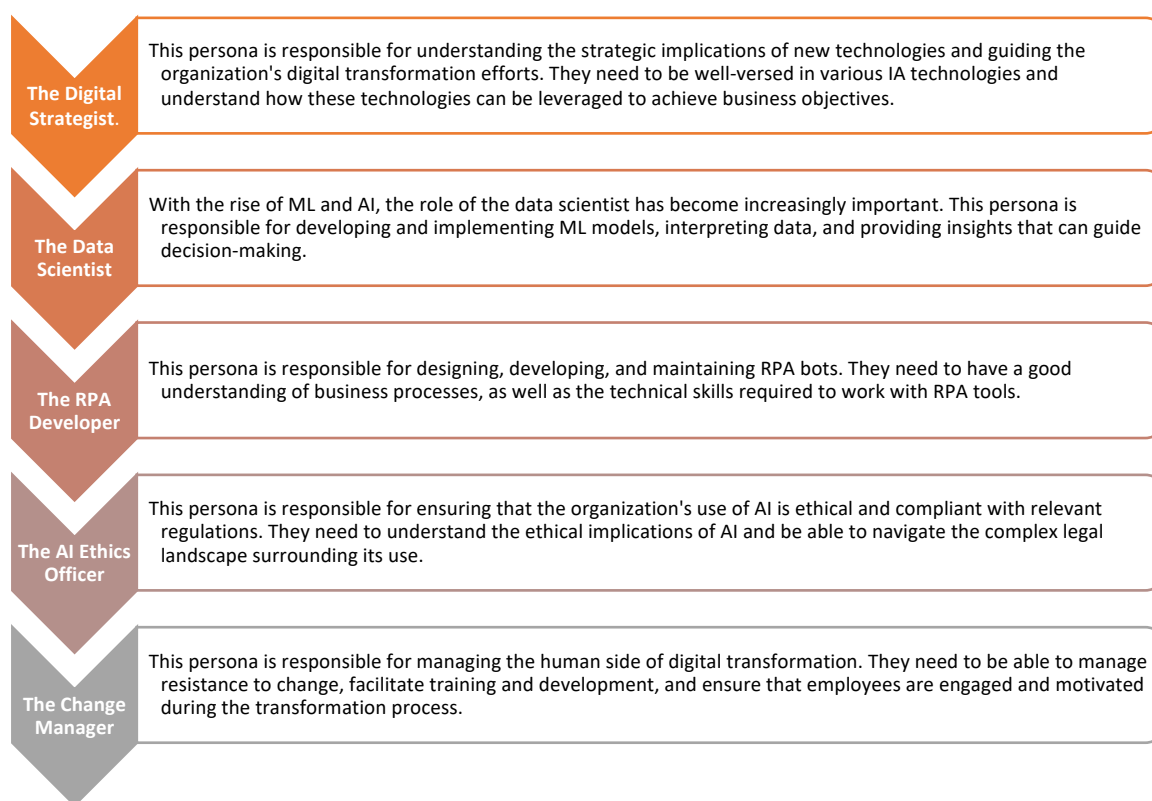 The Digital
Strategist.
This persona is responsible for understanding the strategic implications of new technologies and guiding the
organization's digital transformation efforts. They need to be well-versed in various IA technologies and
understand how these technologies can be leveraged to achieve business objectives.
The Data
Scientist
With the rise of ML and AI, the role of the data scientist has become increasingly important. This persona is
responsible for developing and implementing ML models, interpreting data, and providing insights that can guide
decision-making.
The RPA
Developer
This persona is responsible for designing, developing, and maintaining RPA bots. They need to have a good
understanding of business processes, as well as the technical skills required to work with RPA tools.
The AI Ethics
Officer
This persona is responsible for ensuring that the organization's use of AI is ethical and compliant with relevant
regulations. They need to understand the ethical implications of AI and be able to navigate the complex legal
landscape surrounding its use.
The Change
Manager
This persona is responsible for managing the human side of digital transformation. They need to be able to manage
resistance to change, facilitate training and development, and ensure that employees are engaged and motivated
during the transformation process.